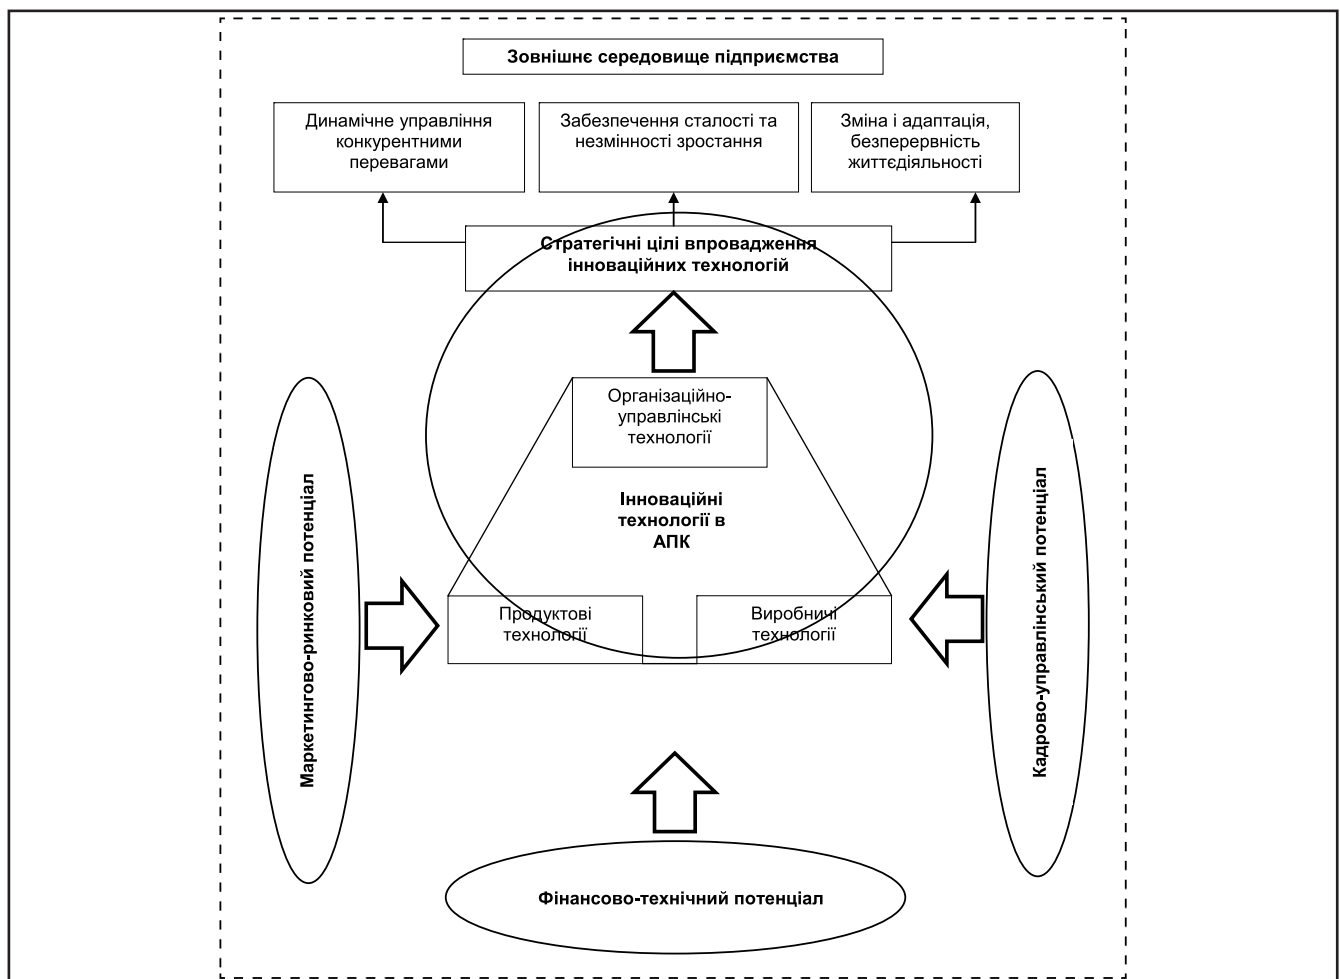 Зовнішнє середовище підприємства
Динамічне управління
конкурентними
перевагами
Забезпечення сталості та
незмінності зростання
Зміна і адаптація,
безперервність
життєдіяльності
Стратегічні цілі впровадження
інноваційних технологій
Організаційно-
управлінські
технології
Інноваційні
технології в
АПК
Продуктові
технології
Виробничі
технології
Маркетингово-ринковий потенціал
Кадрово-управлінський потенціал
Фінансово-технічний потенціал